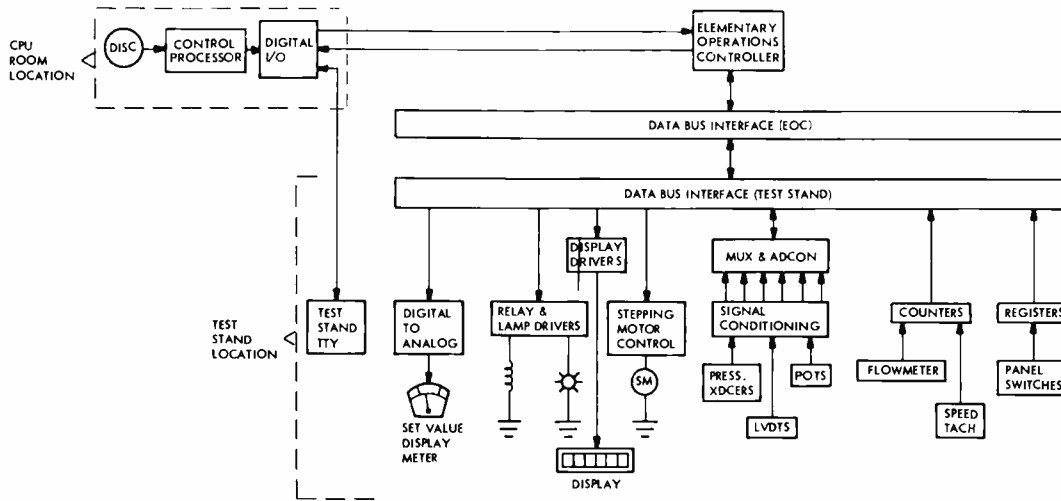 CPU
ROOM
LOCATION
DISC
CONTROL
PROCESSOR
DIGITAL
I/O
ELEMENTARY
OPERATIONS
CONTROLLER
DATA BUS INTERFACE (EOC)
DATA BUS INTERFACE (TEST STAND)
TEST
STAND
LOCATION
TEST
STAND
TTY
DIGITAL
TO
ANALOG
SET VALUE
DISPLAY
METER
RELAY &
LAMP DRIVERS
DISPLAY
DRIVERS
DISPLAY
STEPPING
MOTOR
CONTROL
SM
MUX & ADCON
SIGNAL
CONDITIONING
PRESS.
XDCERS
LVDTS
POTS
COUNTERS
FLOWMETER
SPEED
TACH
REGISTERS
PANEL
SWITCHES